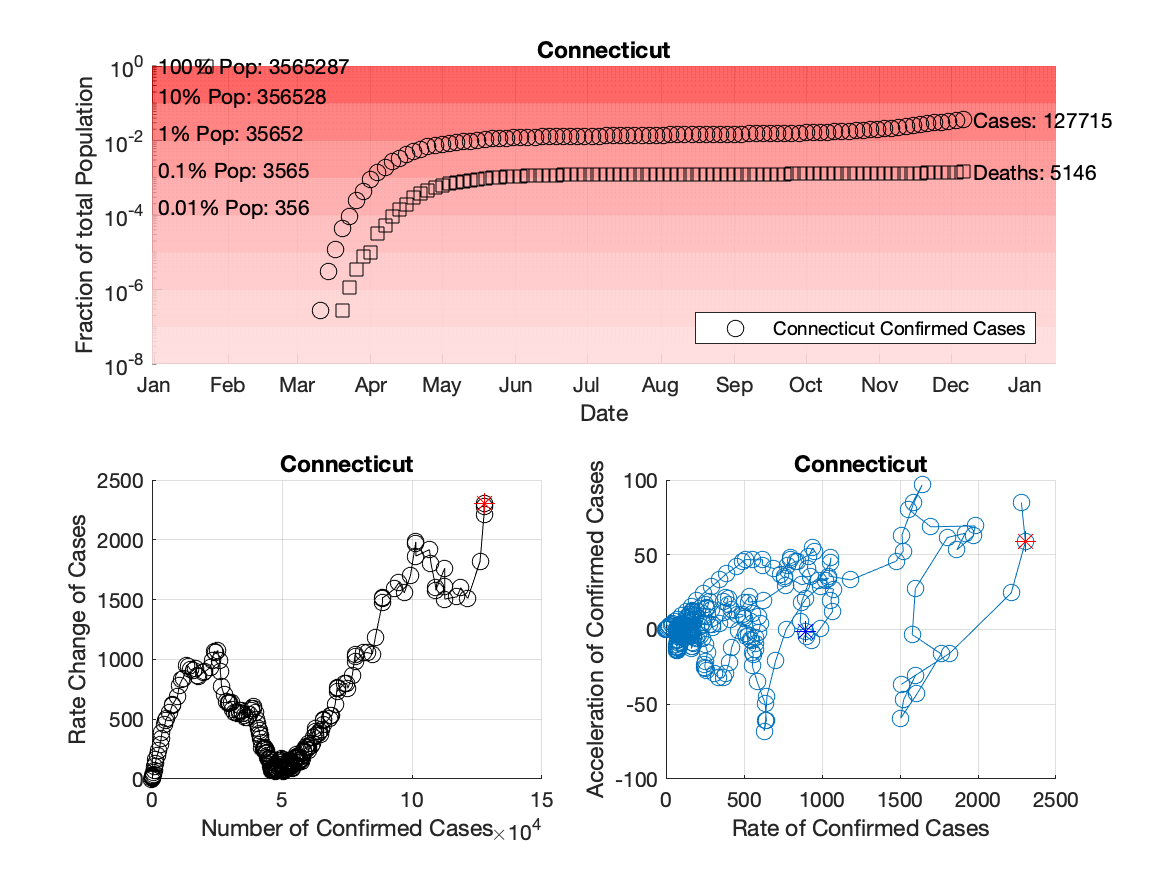 Connecticut
Fraction of total Population
10^0
10^-2
10^-4
10^-6
10^-8
100% Pop: 3565287
10% Pop: 356528
1% Pop: 35652
0.1% Pop: 3565
0.01% Pop: 356
Cases: 127715
Deaths: 5146
Connecticut Confirmed Cases
Jan Feb Mar Apr May Jun Jul Aug Sep Oct Nov Dec Jan
Date
Connecticut
Rate Change of Cases
2500
2000
1500
1000
500
0
0 5 10 15
Number of Confirmed Cases
×10^4
Connecticut
Acceleration of Confirmed Cases
100
50
0
-50
-100
0 500 1000 1500 2000 2500
Rate of Confirmed Cases